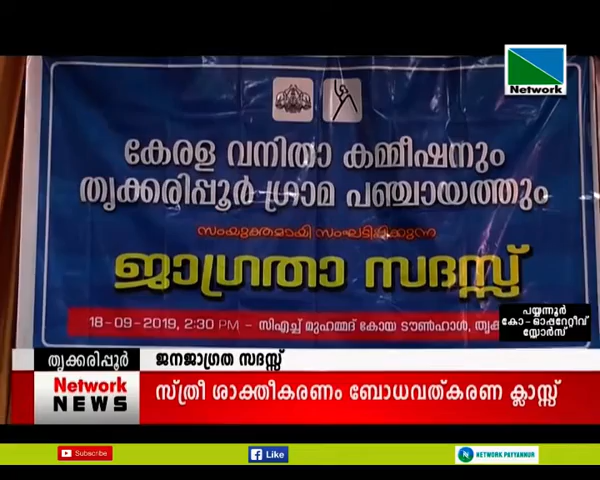 Network
കേരള വനിതാ കമ്മീഷനും
തൃക്കരിപ്പൂർ ഗ്രാമ പഞ്ചായത്തും
സംയുക്തമായി സംഘടിപ്പിക്കുന്ന
ജാഗ്രതാ സദസ്സ്
18-09-2019, 2:30 PM – സിഎച്ച് മുഹമ്മദ് കോയ ടൗൺഹാൾ,
പയ്യന്നൂർ
കോ-ഓപ്പറേറ്റീവ്
സ്റ്റോർസ്
തൃക്കരിപ്പൂർ
ജനജാഗ്രത സദസ്സ്
Network
NEWS
സ്ത്രീ ശാക്തീകരണം ബോധവത്കരണ ക്ലാസ്സ്
Subscribe
Like
NETWORK PAYYANNUR